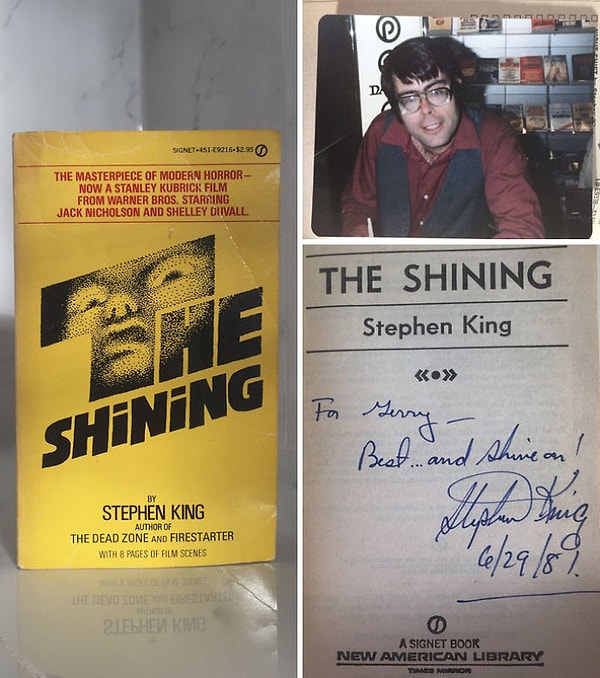 SIGNET•451-E9216•$2.95
THE MASTERPIECE OF MODERN HORROR—
NOW A STANLEY KUBRICK FILM
FROM WARNER BROS. STARRING
JACK NICHOLSON AND SHELLEY DUVALL.
THE
SHiNiNG
BY
STEPHEN KING
AUTHOR OF
THE DEAD ZONE AND FIRESTARTER
WITH 8 PAGES OF FILM SCENES
THE SHINING
Stephen King
For Gerry —
Best...and shine on!
Stephen King
6/29/81
A SIGNET BOOK
NEW AMERICAN LIBRARY
TIMES MIRROR